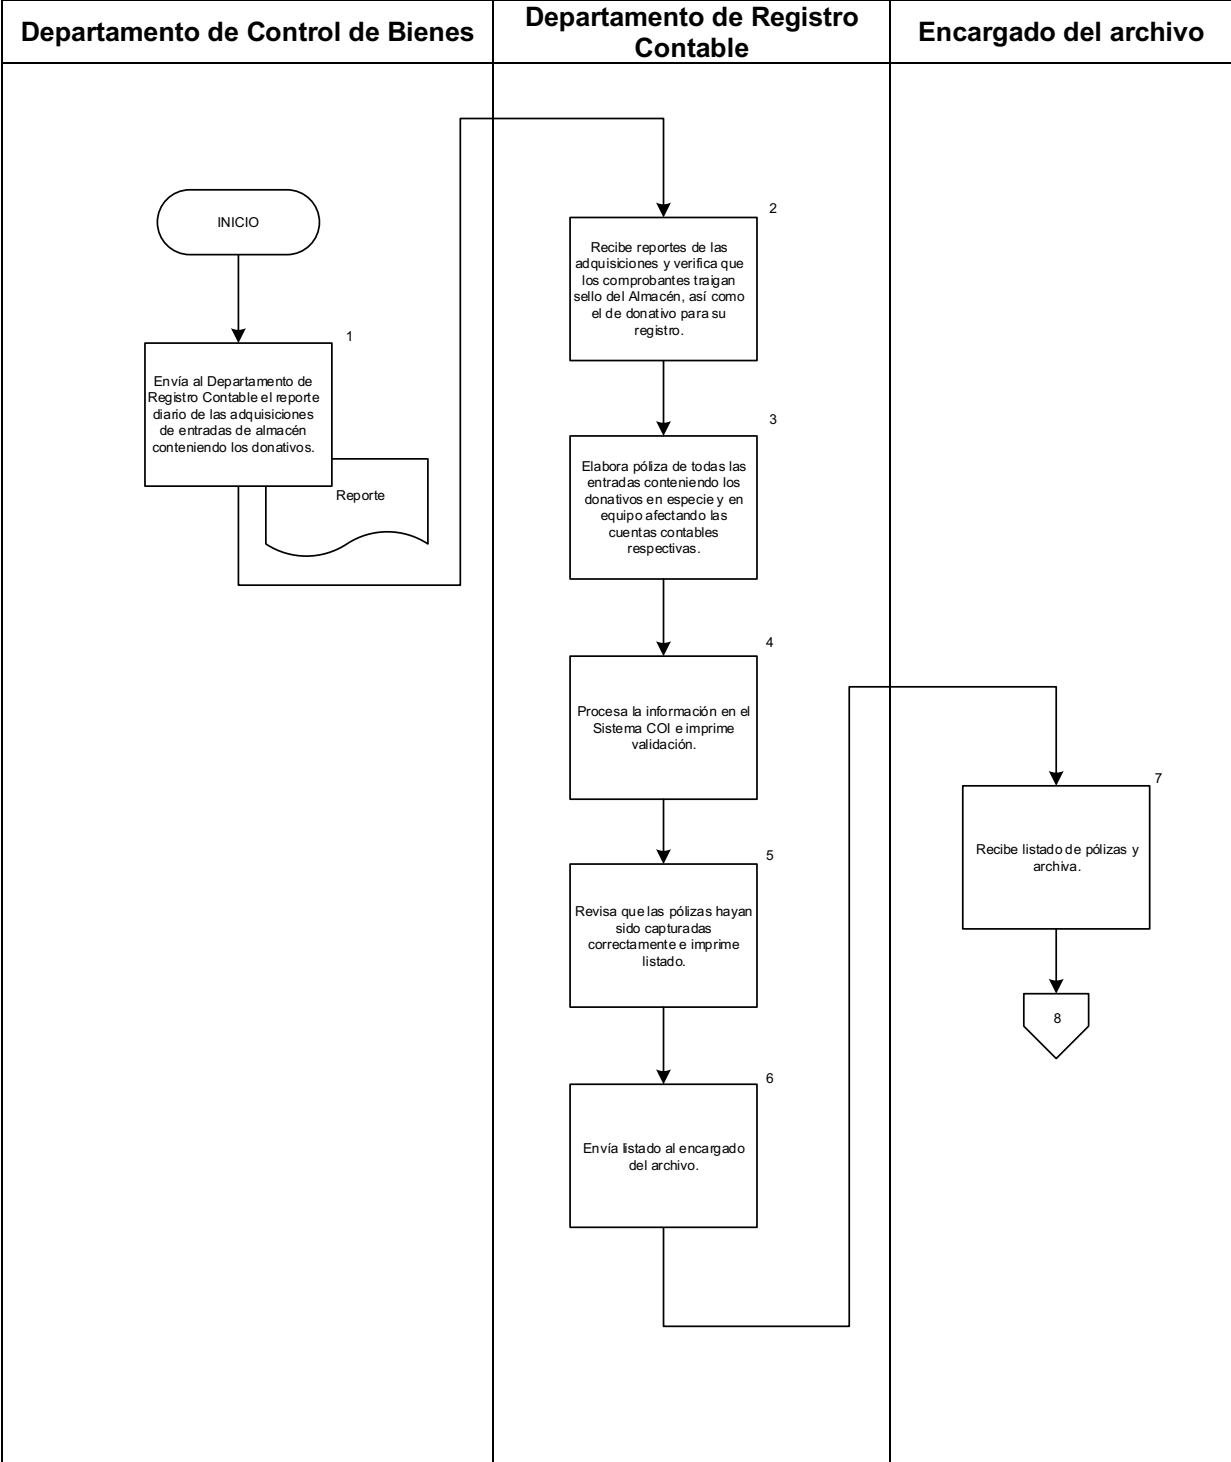 Departamento de Control de Bienes
Departamento de Registro
Contable
Encargado del archivo
INICIO
1
Envía al Departamento de
Registro Contable el reporte
diario de las adquisiciones
de entradas de almacén
conteniendo los donativos.
Reporte
2
Recibe reportes de las
adquisiciones y verifica que
los comprobantes traigan
sello del Almacén, así como
el de donativo para su
registro.
3
Elabora póliza de todas las
entradas conteniendo los
donativos en especie y en
equipo afectando las
cuentas contables
respectivas.
4
Procesa la información en el
Sistema COI e imprime
validación.
5
Revisa que las pólizas hayan
sido capturadas
correctamente e imprime
listado.
6
Envía listado al encargado
del archivo.
7
Recibe listado de pólizas y
archiva.
8